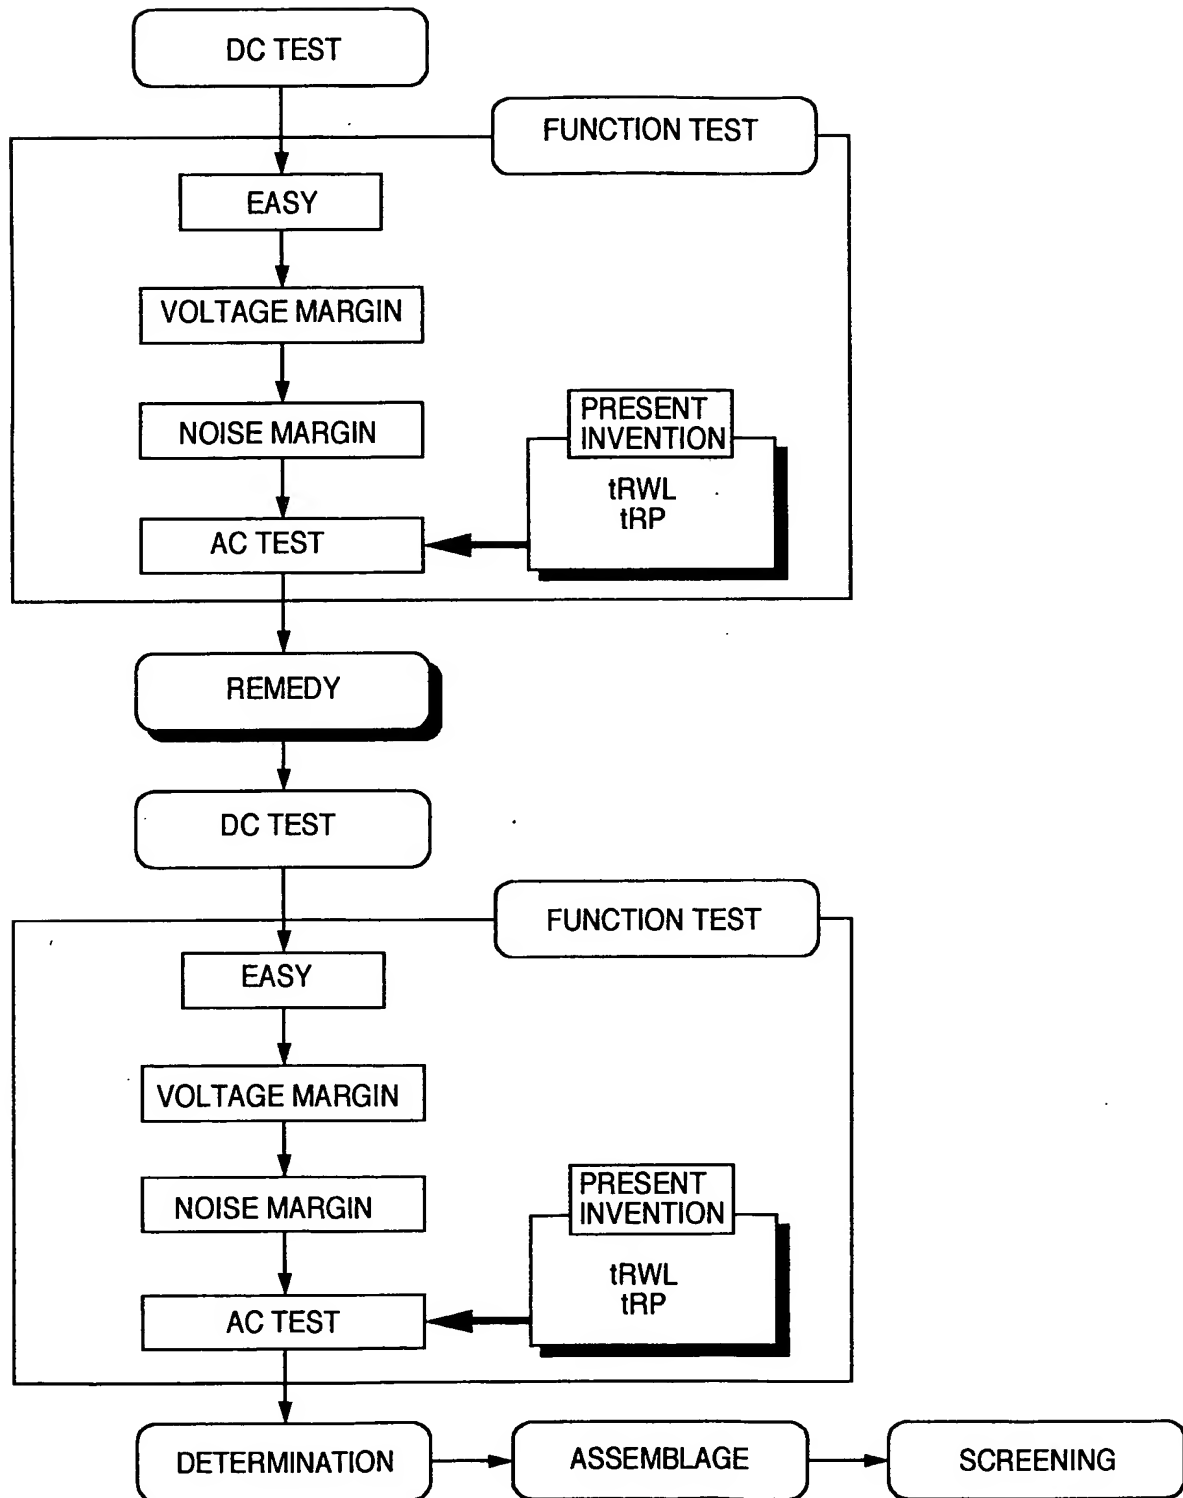 DC TEST
FUNCTION TEST
EASY
VOLTAGE MARGIN
NOISE MARGIN
PRESENT
INVENTION
tRWL
tRP
AC TEST
REMEDY
DC TEST
FUNCTION TEST
EASY
VOLTAGE MARGIN
NOISE MARGIN
PRESENT
INVENTION
tRWL
tRP
AC TEST
DETERMINATION
ASSEMBLAGE
SCREENING